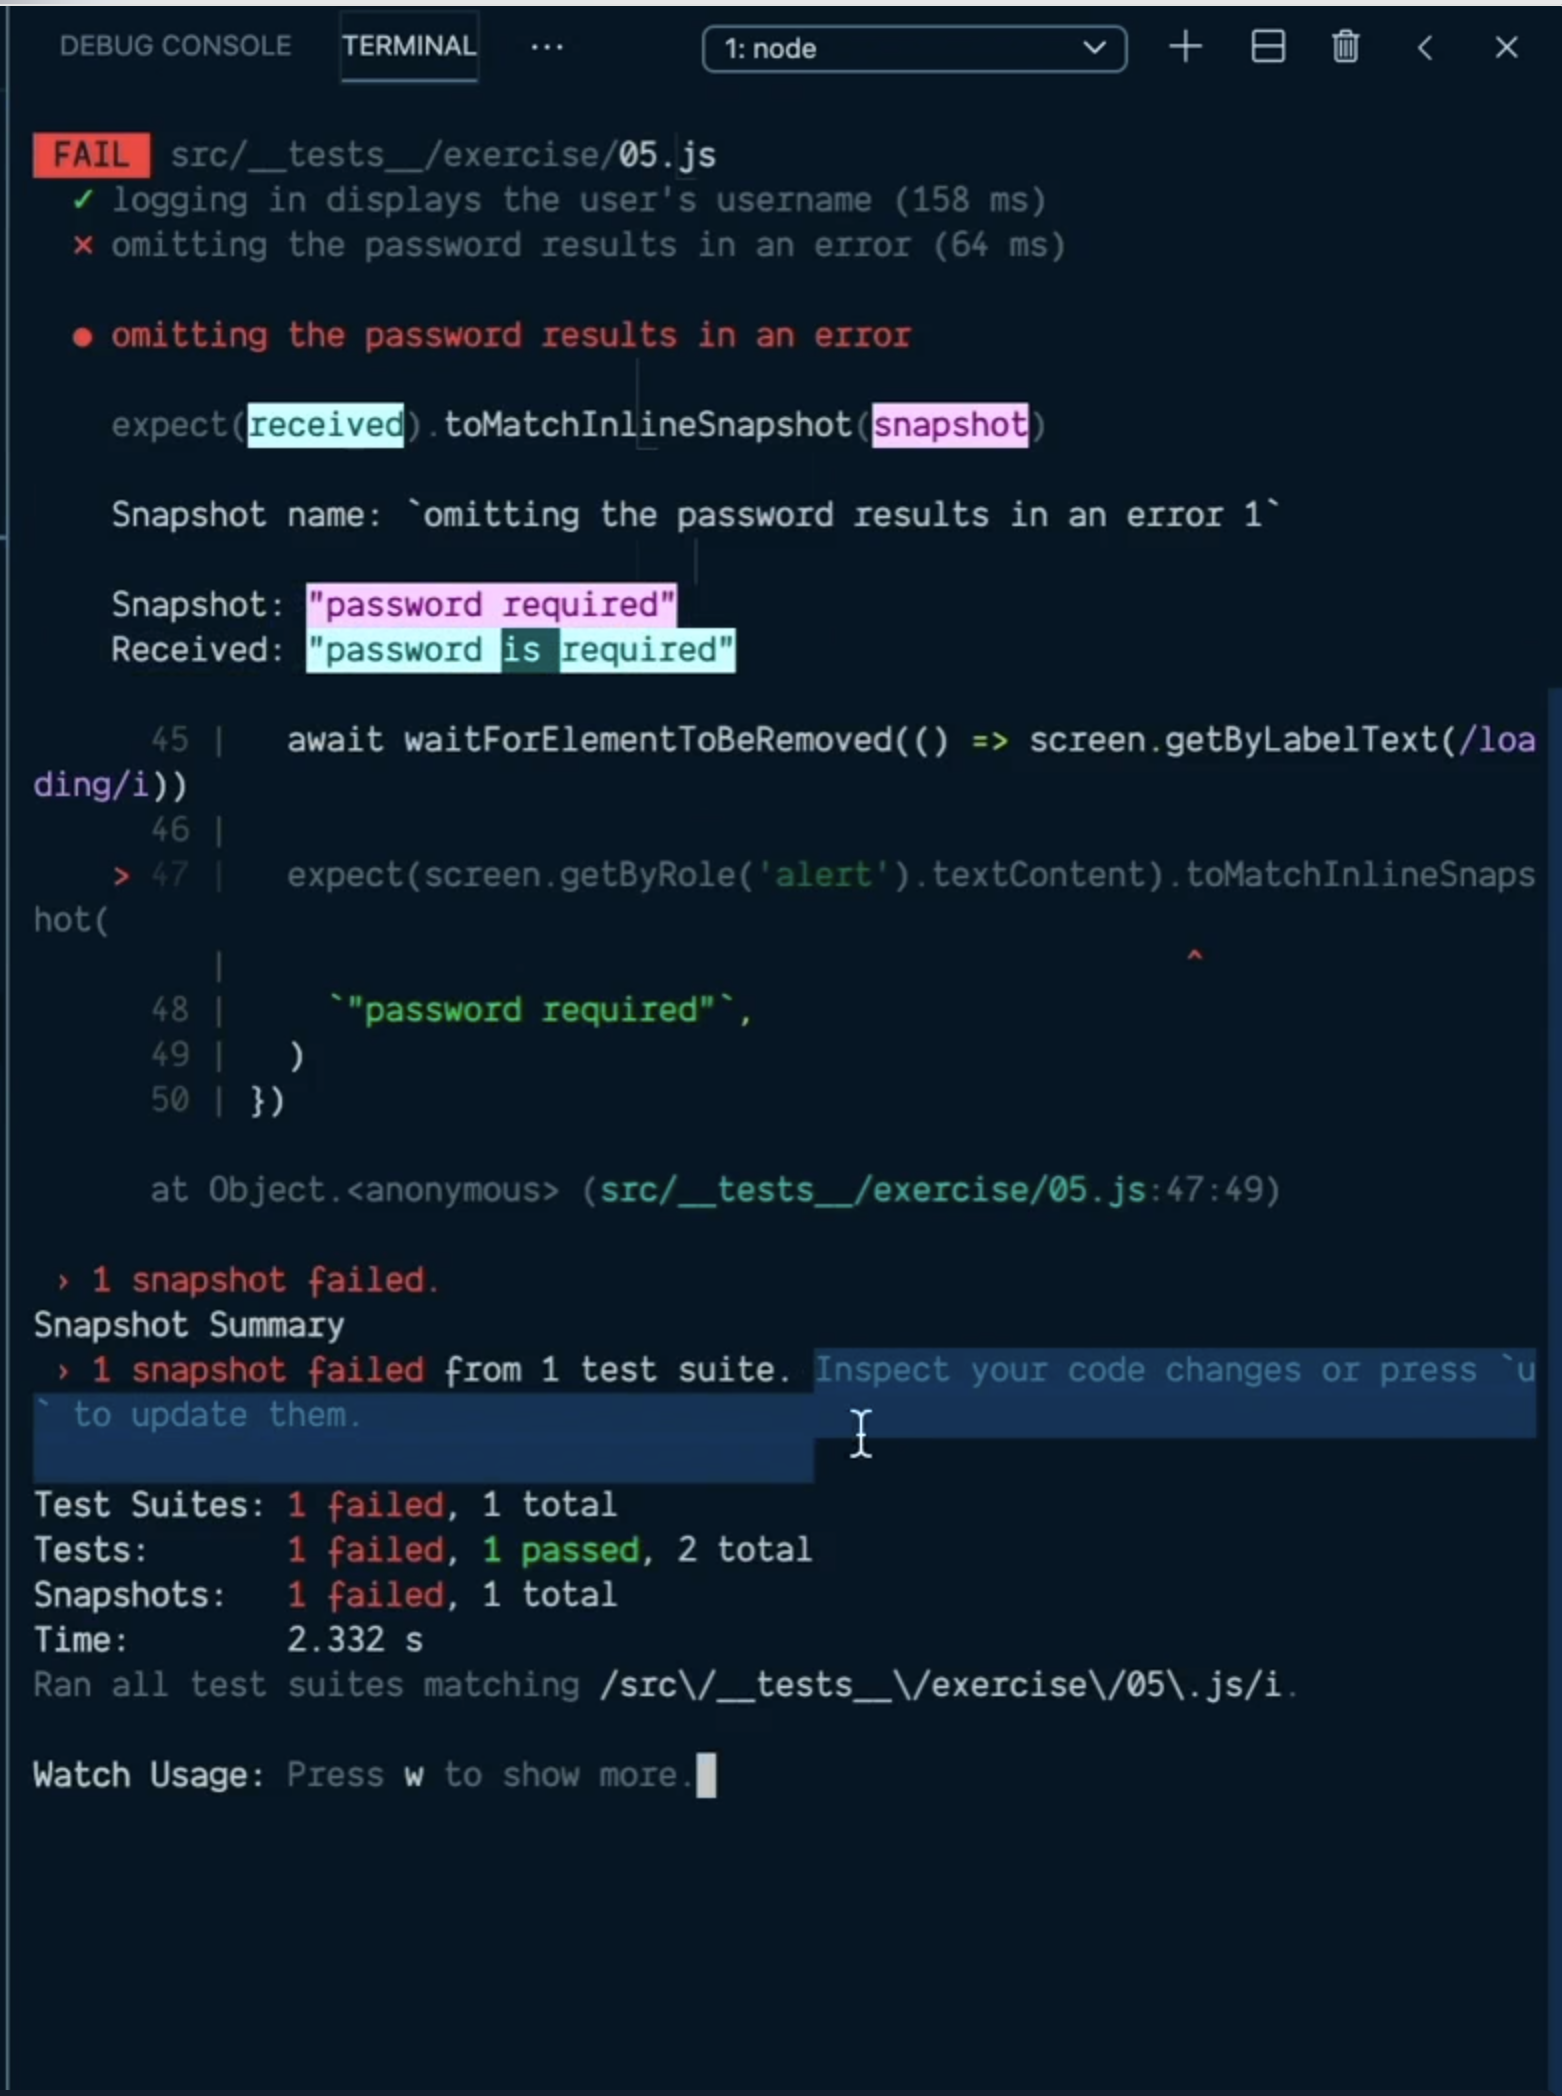 DEBUG CONSOLE TERMINAL ··· 1: node
FAIL src/__tests__/exercise/05.js
✓ logging in displays the user's username (158 ms)
✕ omitting the password results in an error (64 ms)
● omitting the password results in an error
expect(received).toMatchInlineSnapshot(snapshot)
Snapshot name: `omitting the password results in an error 1`
Snapshot: "password required"
Received: "password is required"
45 | await waitForElementToBeRemoved(() => screen.getByLabelText(/loa
ding/i))
46 |
> 47 | expect(screen.getByRole('alert').textContent).toMatchInlineSnaps
hot(
| ^
48 | `"password required"`,
49 | )
50 | })
at Object.<anonymous> (src/__tests__/exercise/05.js:47:49)
› 1 snapshot failed.
Snapshot Summary
› 1 snapshot failed from 1 test suite. Inspect your code changes or press `u
` to update them.
Test Suites: 1 failed, 1 total
Tests: 1 failed, 1 passed, 2 total
Snapshots: 1 failed, 1 total
Time: 2.332 s
Ran all test suites matching /src\/__tests__\/exercise\/05\.js/i.
Watch Usage: Press w to show more.